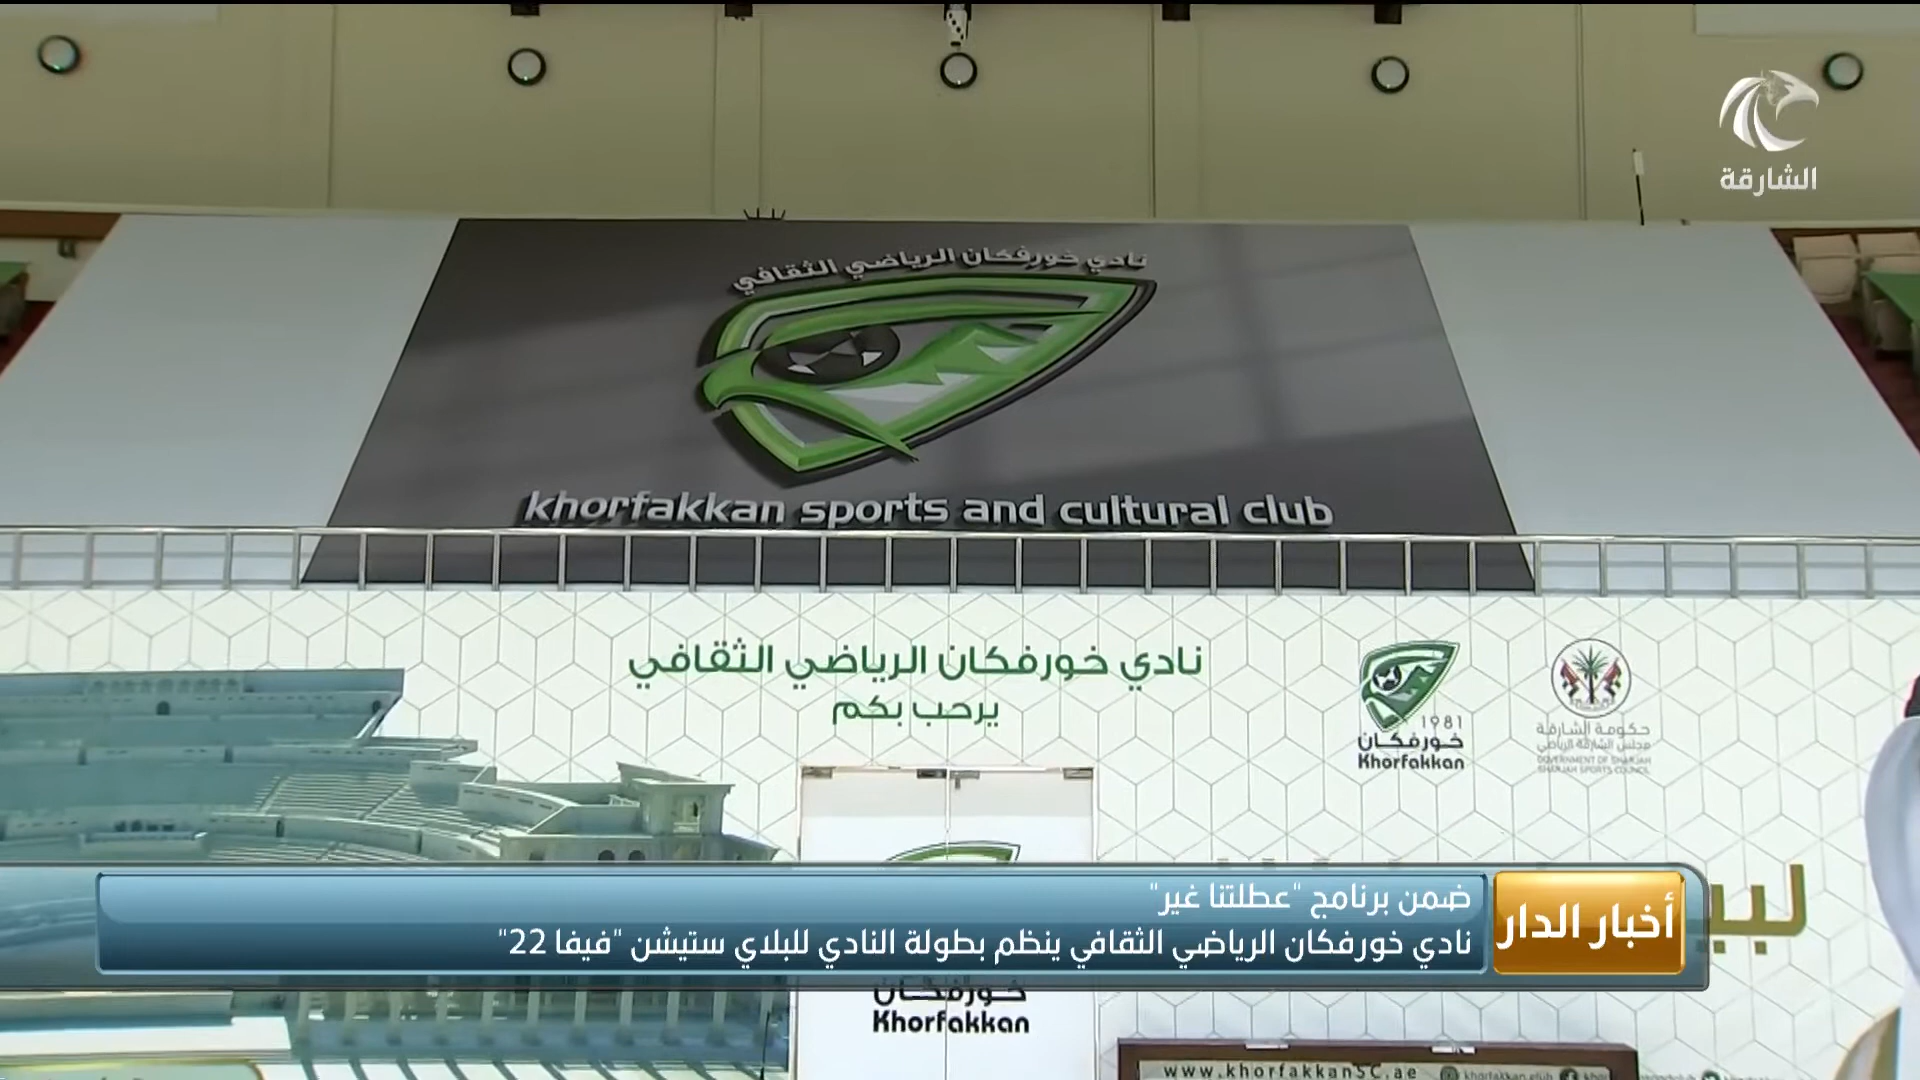 الشارقة
نادي خورفكان الرياضي الثقافي
khorfakkan sports and cultural club
نادي خورفكان الرياضي الثقافي
يرحب بكم
1981
خورفكان
Khorfakkan
حكومة الشارقة
مجلس الشارقة الرياضي
GOVERNMENT OF SHARJAH
SHARJAH SPORTS COUNCIL
أخبار الدار
ضمن برنامج "عطلتنا غير"
نادي خورفكان الرياضي الثقافي ينظم بطولة النادي للبلاي ستيشن "فيفا 22"
خورفكان
Khorfakkan
www.khorfakkanSC.ae